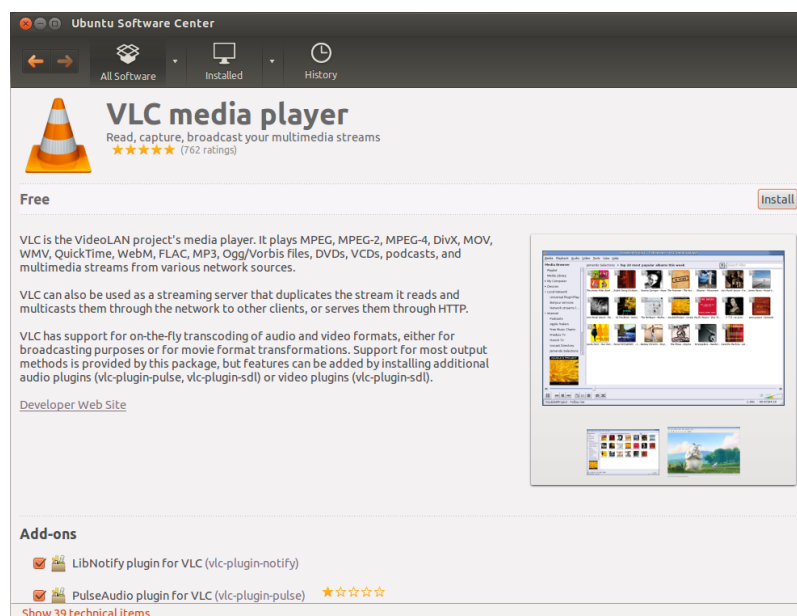 Ubuntu Software Center
All Software
Installed
History
VLC media player
Read, capture, broadcast your multimedia streams
(762 ratings)
Free
Install
VLC is the VideoLAN project's media player. It plays MPEG, MPEG-2, MPEG-4, DivX, MOV,
WMV, QuickTime, WebM, FLAC, MP3, Ogg/Vorbis files, DVDs, VCDs, podcasts, and
multimedia streams from various network sources.
VLC can also be used as a streaming server that duplicates the stream it reads and
multicasts them through the network to other clients, or serves them through HTTP.
VLC has support for on-the-fly transcoding of audio and video formats, either for
broadcasting purposes or for movie format transformations. Support for most output
methods is provided by this package, but features can be added by installing additional
audio plugins (vlc-plugin-pulse, vlc-plugin-sdl) or video plugins (vlc-plugin-sdl).
Developer Web Site
Add-ons
LibNotify plugin for VLC (vlc-plugin-notify)
PulseAudio plugin for VLC (vlc-plugin-pulse)
Show 39 technical items